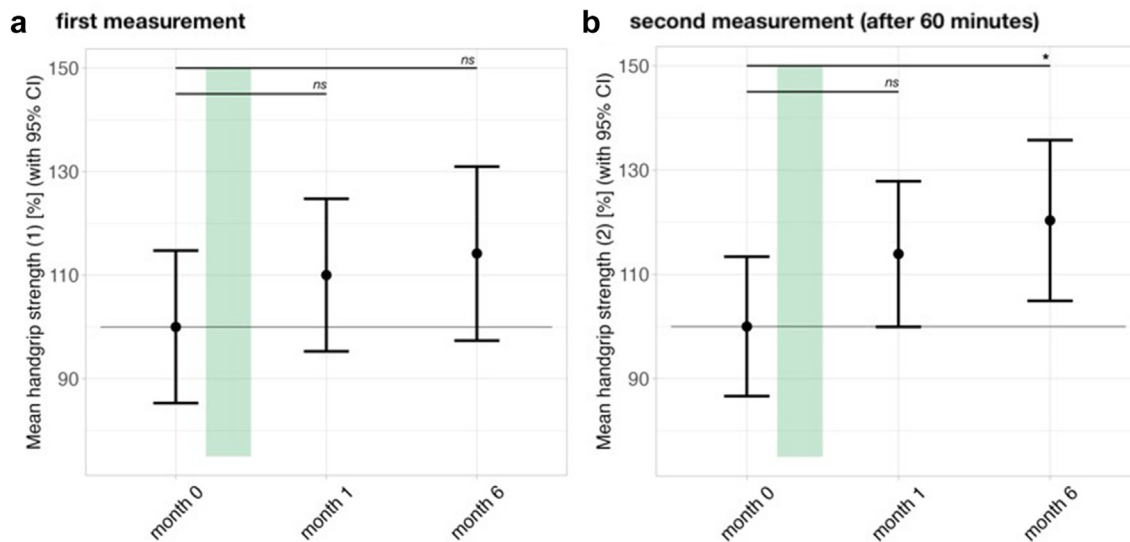 a first measurement
Mean handgrip strength (1) [%] (with 95% CI)
150
130
110
90
ns
ns
month 0
month 1
month 6
b second measurement (after 60 minutes)
Mean handgrip strength (2) [%] (with 95% CI)
150
130
110
90
*
ns
month 0
month 1
month 6